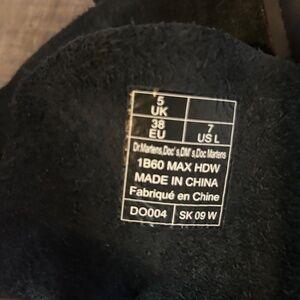 5
UK
38
EU
7
US L
Dr.Martens,Doc's,DM's,Doc Martens
1B60 MAX HDW
MADE IN CHINA
Fabriqué en Chine
DO004 SK 09 W